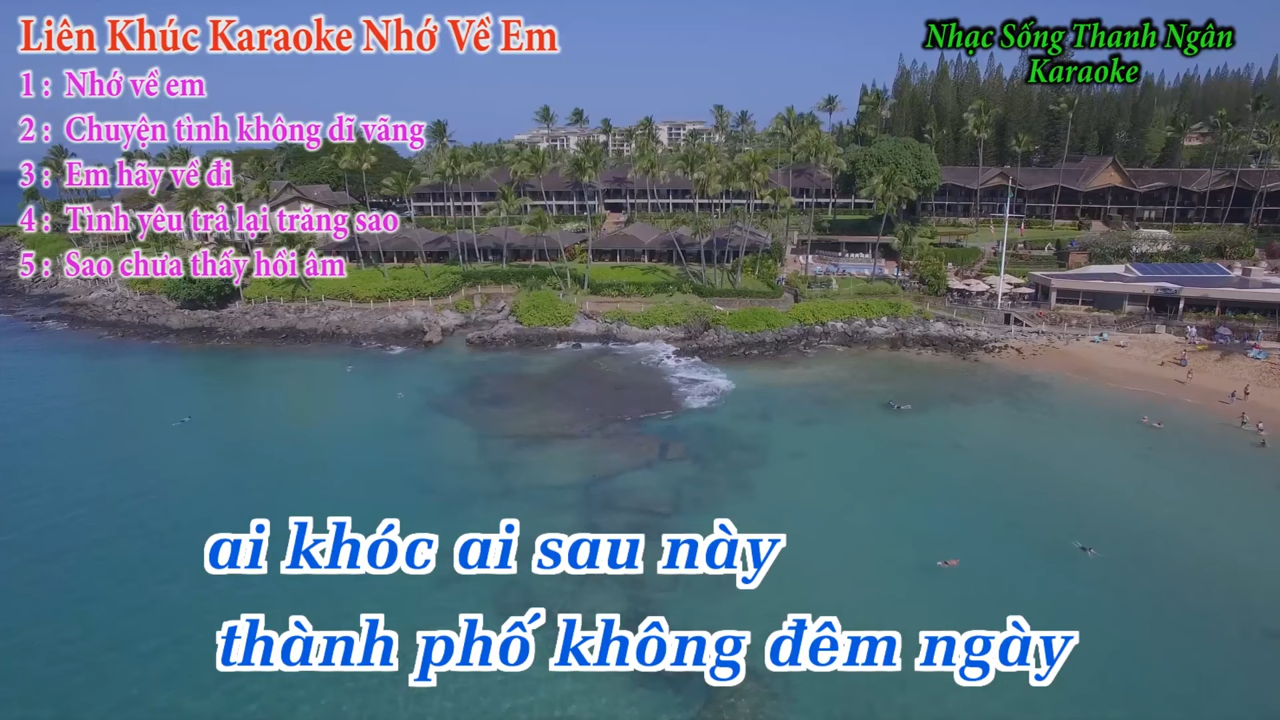 Liên Khúc Karaoke Nhớ Về Em
1 : Nhớ về em
2 : Chuyện tình không dĩ vãng
3 : Em hãy về đi
4 : Tình yêu trả lại trăng sao
5 : Sao chưa thấy hồi âm
Nhạc Sống Thanh Ngân
Karaoke
ai khóc ai sau này
thành phố không đêm ngày